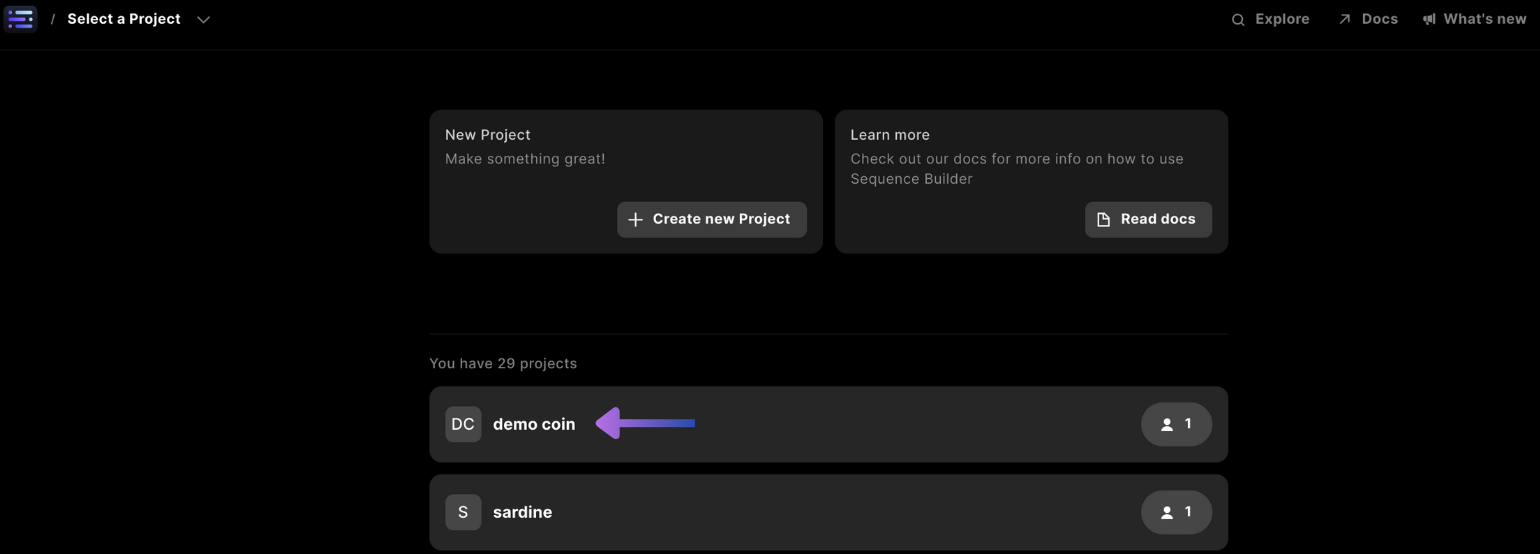 / Select a Project
Explore
Docs
What's new
New Project
Make something great!
Create new Project
Learn more
Check out our docs for more info on how to use
Sequence Builder
Read docs
You have 29 projects
DC demo coin 1
S sardine 1